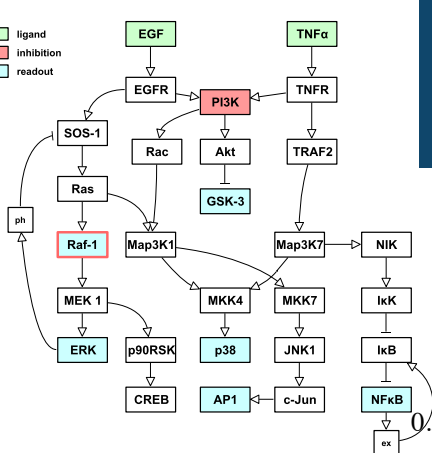 ligand
inhibition
readout
EGF
TNFα
EGFR
PI3K
TNFR
SOS-1
Rac
Akt
TRAF2
Ras
GSK-3
ph
Raf-1
Map3K1
Map3K7
NIK
MEK 1
MKK4
MKK7
IκK
ERK
p90RSK
p38
JNK1
IκB
CREB
AP1
c-Jun
NFκB
ex
0.